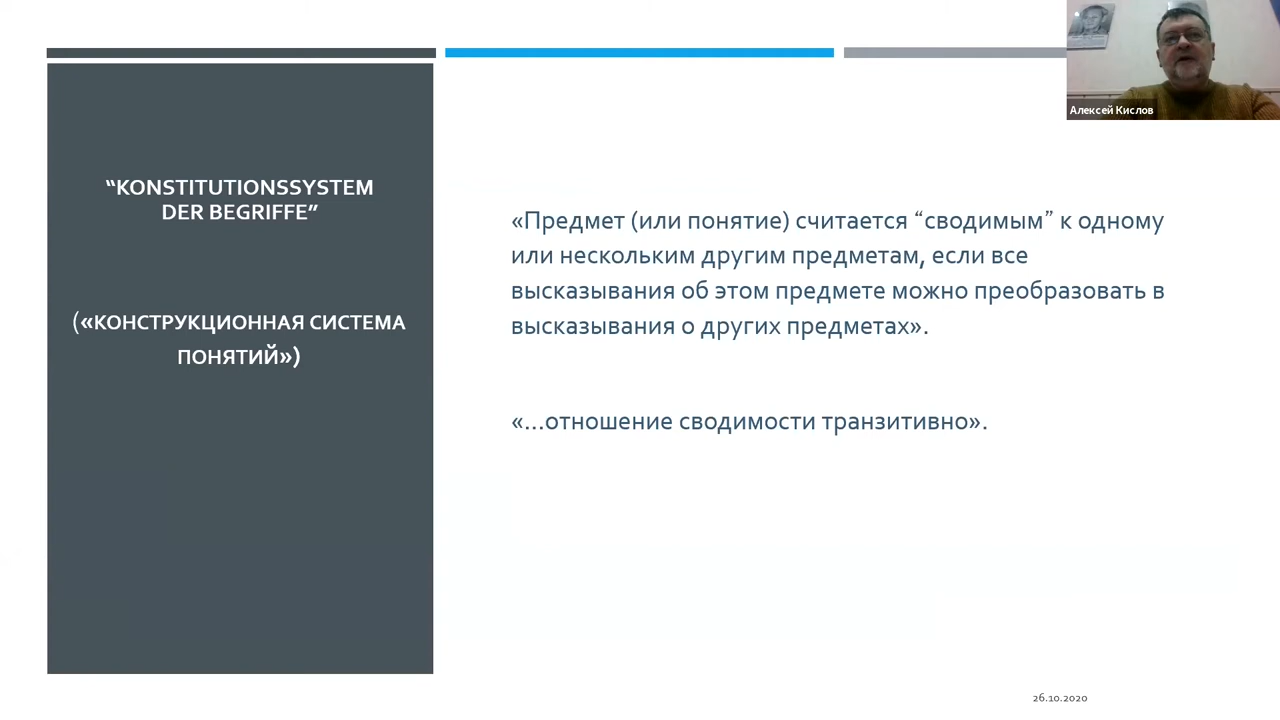 Алексей Кислов
“KONSTITUTIONSSYSTEM
DER BEGRIFFE”
(«КОНСТРУКЦИОННАЯ СИСТЕМА
ПОНЯТИЙ»)
«Предмет (или понятие) считается “сводимым” к одному
или нескольким другим предметам, если все
высказывания об этом предмете можно преобразовать в
высказывания о других предметах».
«...отношение сводимости транзитивно».
26.10.2020